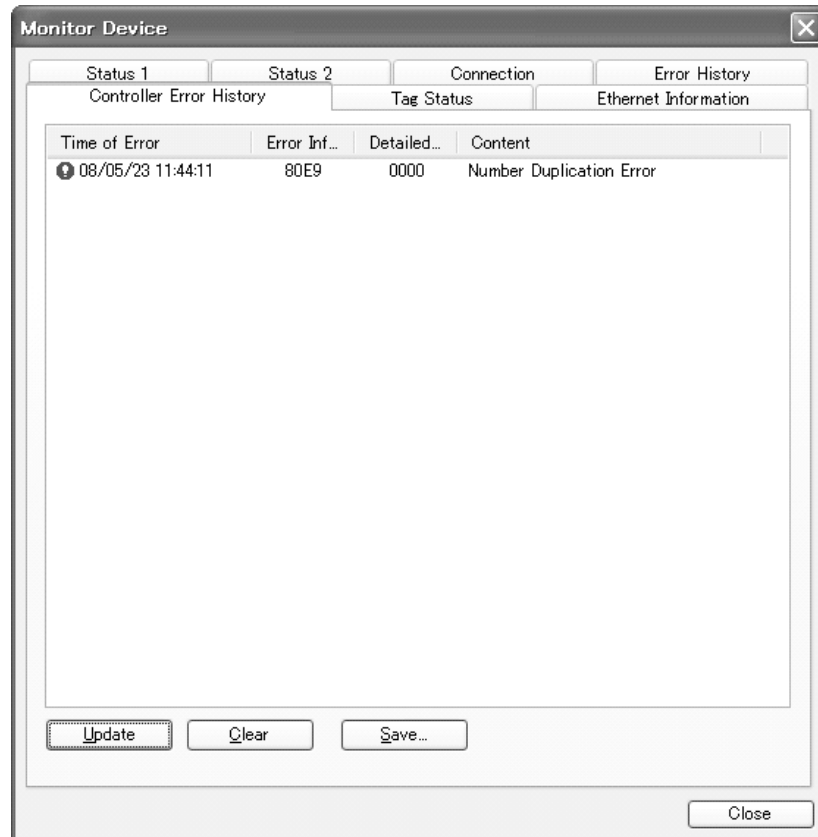 Monitor Device
Status 1 Status 2 Connection Error History
Controller Error History Tag Status Ethernet Information
Time of Error Error Inf... Detailed... Content
08/05/23 11:44:11 80E9 0000 Number Duplication Error
Update Clear Save...
Close